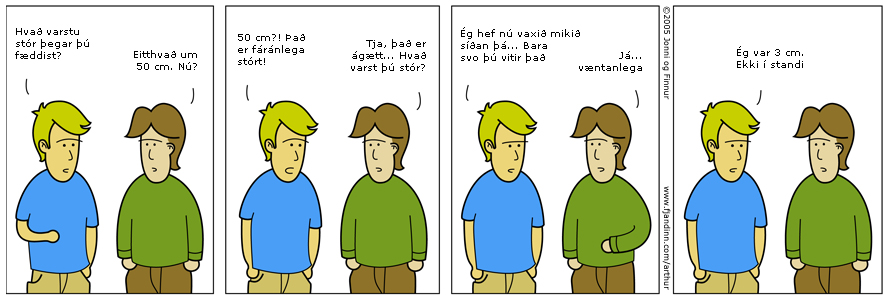 Hvað varstu
stór þegar þú
fæddist?
Eitthvað um
50 cm. Nú?
50 cm?! Það
er fáránlega
stórt!
Tja, það er
ágætt... Hvað
varst þú stór?
Ég hef nú vaxið mikið
síðan þá... Bara
svo þú vitir það
Já...
væntanlega
©2005 Jonni og Finnur
www.fjandinn.com/arthur
Ég var 3 cm.
Ekki í standi